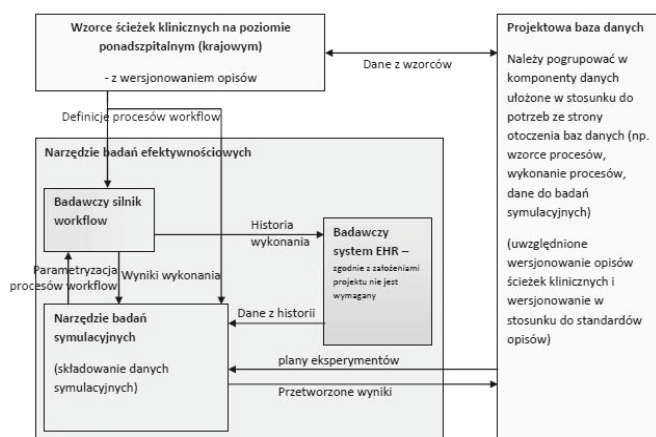 Wzorce ścieżek klinicznych na poziomie
ponadszpitalnym (krajowym)
- z wersjonowaniem opisów
Projektowa baza danych
Należy pogrupować w
komponenty danych
ułożone w stosunku do
potrzeb ze strony
otoczenia baz danych (np.
wzorce procesów,
wykonanie procesów,
dane do badań
symulacyjnych)
(uwzględnione
wersjonowanie opisów
ścieżek klinicznych i
wersjonowanie w
stosunku do standardów
opisów)
Dane z wzorców
Definicje procesów workflow
Narzędzie badań efektywnościowych
Badawczy silnik
workflow
Historia
wykonania
Badawczy
system EHR –
zgodnie z założeniami
projektu nie jest
wymagany
Parametryzacja
procesów workflow
Wyniki wykonania
Narzędzie badań
symulacyjnych
(składowanie danych
symulacyjnych)
Dane z historii
plany eksperymentów
Przetworzone wyniki